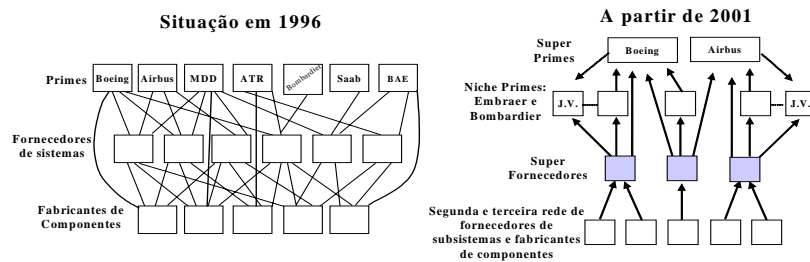 Situação em 1996
Primes
Boeing
Airbus
MDD
ATR
Bombardier
Saab
BAE
Fornecedores
de sistemas
Fabricantes de
Componentes
A partir de 2001
Super
Primes
Boeing
Airbus
Niche Primes:
Embraer e
Bombardier
J.V.
J.V.
Super
Fornecedores
Segunda e terceira rede de
fornecedores de
subsistemas e fabricantes
de componentes